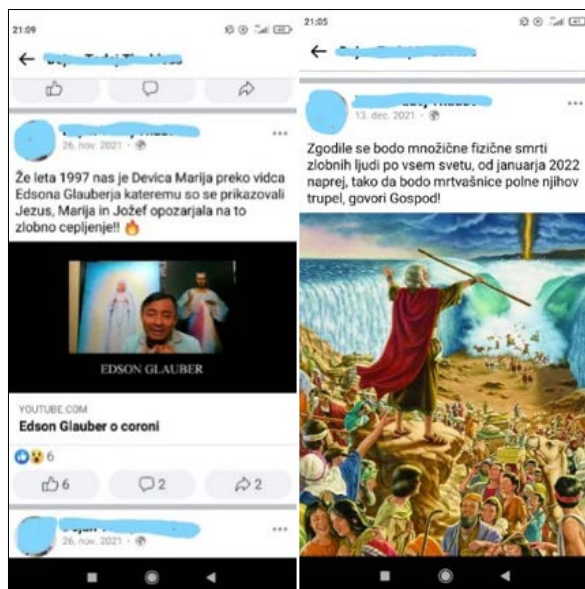 21:09
26. nov. 2021
Že leta 1997 nas je Devica Marija preko vidca
Edsona Glauberja kateremu so se prikazovali
Jezus, Marija in Jožef opozarjala na to
zlobno cepljenje!! 🔥
EDSON GLAUBER
YOUTUBE.COM
Edson Glauber o coroni
6
6
2
2
26. nov. 2021
21:05
13. dec. 2021
Zgodile se bodo množične fizične smrti
zlobnih ljudi po vsem svetu, od januarja 2022
naprej, tako da bodo mrtvašnice polne njihov
trupel, govori Gospod!